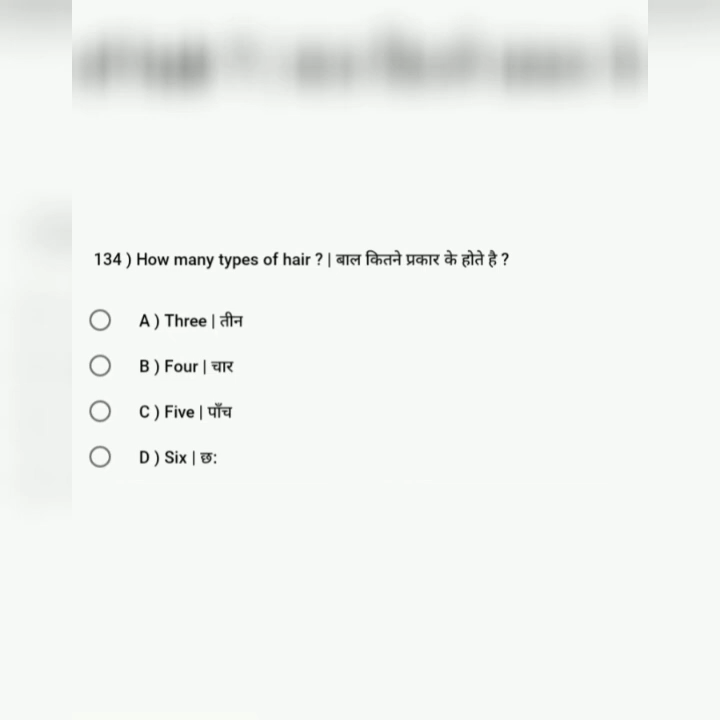 134 ) How many types of hair ? | बाल कितने प्रकार के होते है ?
A ) Three | तीन
B ) Four | चार
C ) Five | पाँच
D ) Six | छ: